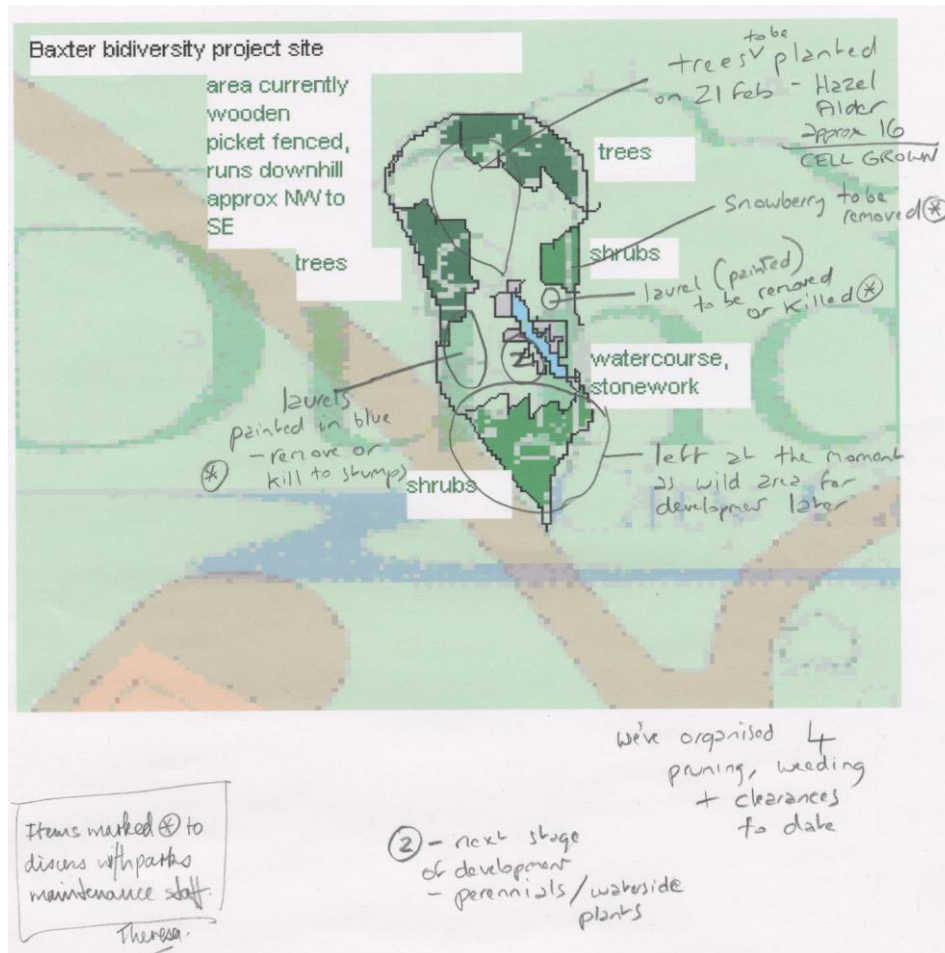 Baxter bidiversity project site
area currently
wooden
picket fenced,
runs downhill
approx NW to
SE
trees
to be
trees ˅ planted
on 21 Feb - Hazel
Alder
approx 16
CELL GROWN
trees
Snowberry to be
removed ⊛
shrubs
laurel (painted)
to be removed
or killed ⊛
2
watercourse,
stonework
laurels
painted in blue
- remove or
kill to stumps
⊛
shrubs
left at the moment
as wild area for
development later
we've organised 4
pruning, weeding
+ clearances
to date
Items marked ⊛ to
discuss with parks
maintenance staff.
Theresa.
② - next stage
of development
- perennials / waterside
plants